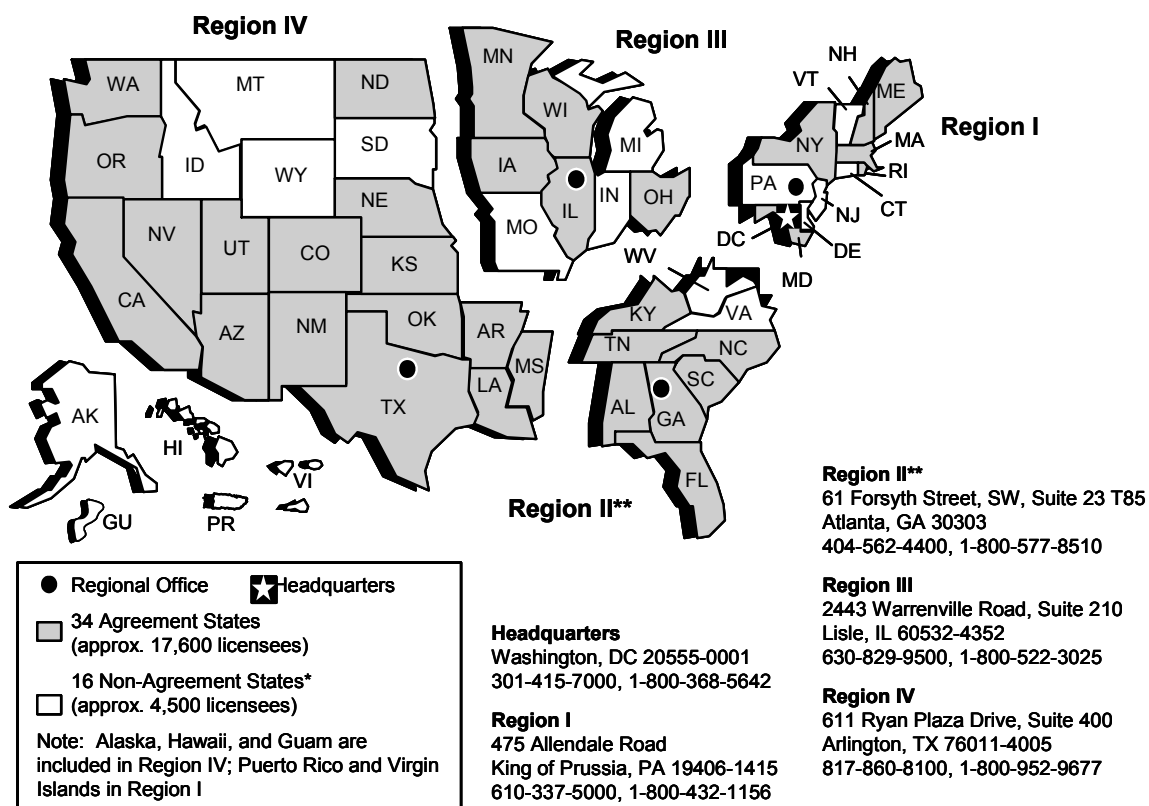 Region IV
Region III
Region I
MN
NH
VT
ME
WA
MT
ND
WI
MI
NY
MA
OR
ID
SD
WY
IA
IL
IN
OH
PA
RI
CT
NJ
NE
MO
NV
UT
CO
KS
WV
DC
DE
MD
CA
AZ
NM
OK
AR
KY
VA
TN
NC
MS
LA
SC
TX
AL
GA
AK
HI
VI
FL
GU
PR
Region II**
Region II**
61 Forsyth Street, SW, Suite 23 T85
Atlanta, GA 30303
404-562-4400, 1-800-577-8510
Regional Office
Headquarters
34 Agreement States
(approx. 17,600 licensees)
16 Non-Agreement States*
(approx. 4,500 licensees)
Note: Alaska, Hawaii, and Guam are
included in Region IV; Puerto Rico and Virgin
Islands in Region I
Headquarters
Washington, DC 20555-0001
301-415-7000, 1-800-368-5642
Region I
475 Allendale Road
King of Prussia, PA 19406-1415
610-337-5000, 1-800-432-1156
Region III
2443 Warrenville Road, Suite 210
Lisle, IL 60532-4352
630-829-9500, 1-800-522-3025
Region IV
611 Ryan Plaza Drive, Suite 400
Arlington, TX 76011-4005
817-860-8100, 1-800-952-9677